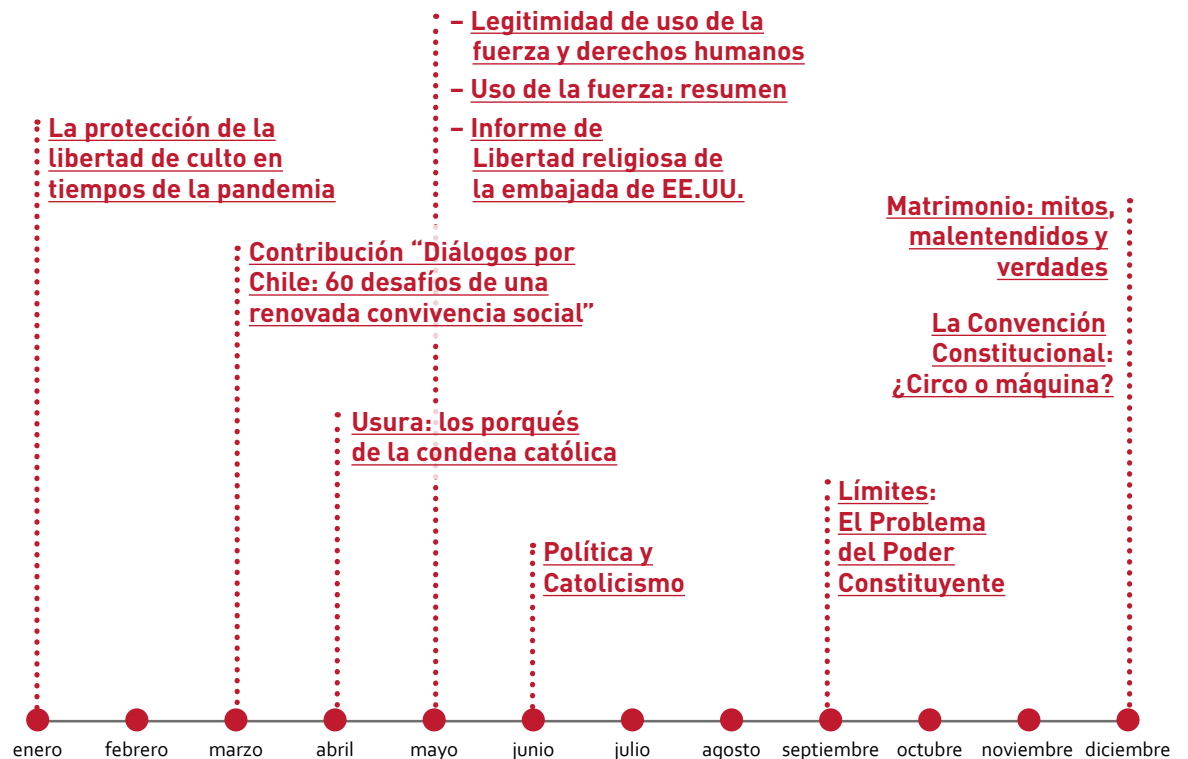 – Legitimidad de uso de la
fuerza y derechos humanos
– Uso de la fuerza: resumen
– Informe de
Libertad religiosa de
la embajada de EE.UU.
La protección de la
libertad de culto en
tiempos de la pandemia
Matrimonio: mitos,
malentendidos y
verdades
Contribución “Diálogos por
Chile: 60 desafíos de una
renovada convivencia social”
La Convención
Constitucional:
¿Circo o máquina?
Usura: los porqués
de la condena católica
Límites:
El Problema
del Poder
Constituyente
Política y
Catolicismo
enero febrero marzo abril mayo junio julio agosto septiembre octubre noviembre diciembre